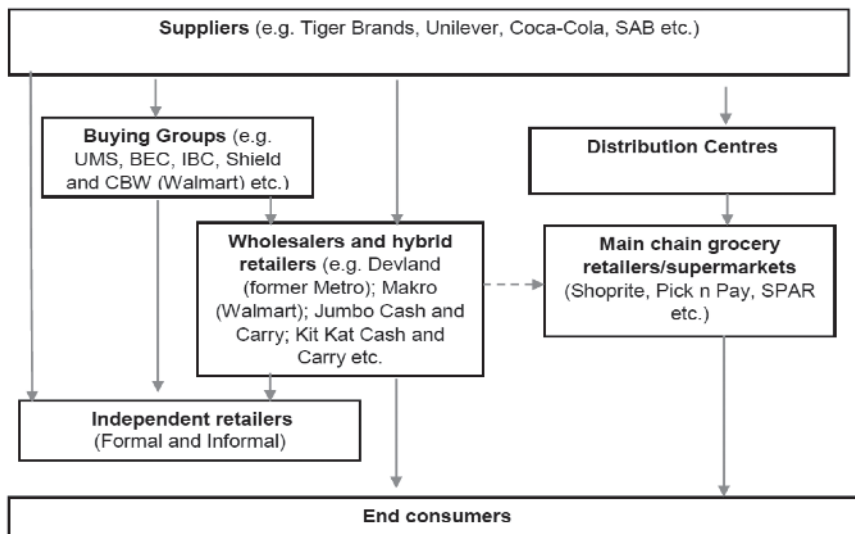 Suppliers (e.g. Tiger Brands, Unilever, Coca-Cola, SAB etc.)
Buying Groups (e.g.
UMS, BEC, IBC, Shield
and CBW (Walmart) etc.)
Distribution Centres
Wholesalers and hybrid
retailers (e.g. Devland
(former Metro); Makro
(Walmart); Jumbo Cash and
Carry; Kit Kat Cash and
Carry etc.
Main chain grocery
retailers/supermarkets
(Shoprite, Pick n Pay, SPAR
etc.)
Independent retailers
(Formal and Informal)
End consumers